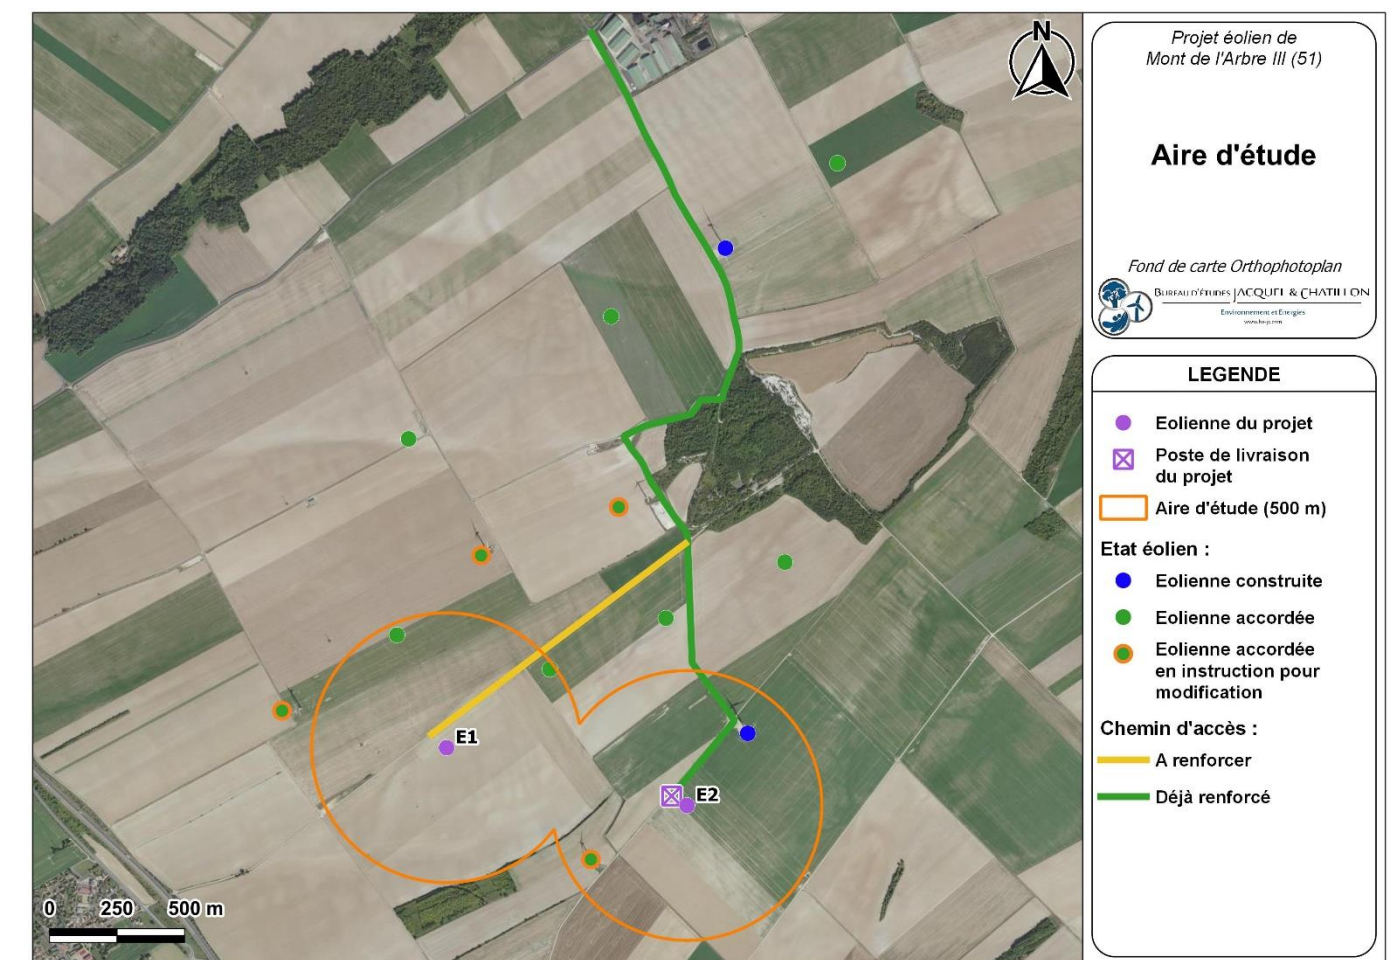 N
Projet éolien de
Mont de l'Arbre III (51)
Aire d'étude
Fond de carte Orthophotoplan
BUREAU D'ÉTUDES JACQUEL & CHATILLON
Environnement et Energies
LEGENDE
Eolienne du projet
Poste de livraison
du projet
Aire d'étude (500 m)
Etat éolien :
Eolienne construite
Eolienne accordée
Eolienne accordée
en instruction pour
modification
Chemin d'accès :
A renforcer
Déjà renforcé
E1
E2
0 250 500 m